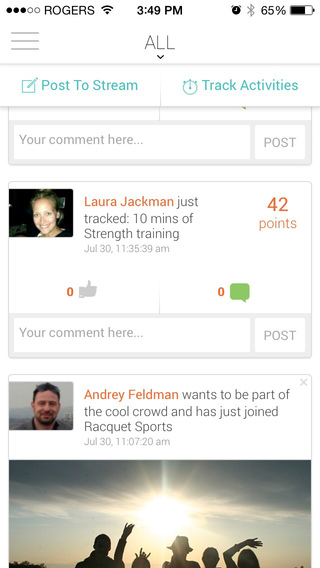 ROGERS 3:49 PM 65%
ALL
Post To Stream Track Activities
Your comment here... POST
Laura Jackman just
tracked: 10 mins of
Strength training
Jul 30, 11:35:39 am
42
points
0 0
Your comment here... POST
Andrey Feldman wants to be part of
the cool crowd and has just joined
Racquet Sports
Jul 30, 11:07:20 am